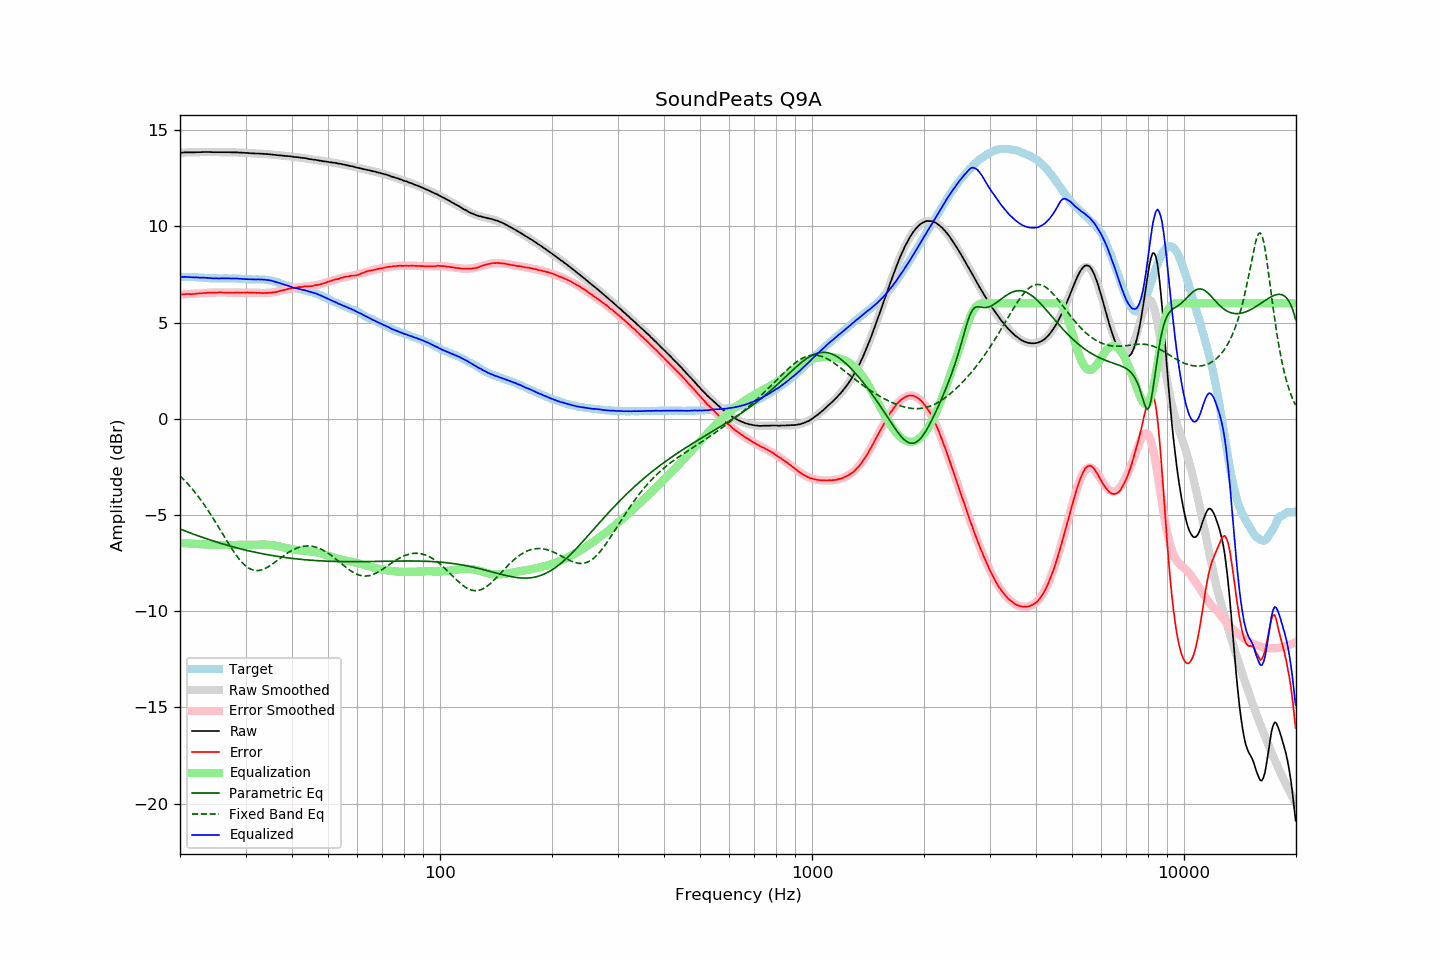 SoundPeats Q9A
15
10
5
0
−5
−10
−15
−20
Amplitude (dBr)
Target
Raw Smoothed
Error Smoothed
Raw
Error
Equalization
Parametric Eq
Fixed Band Eq
Equalized
100
1000
10000
Frequency (Hz)